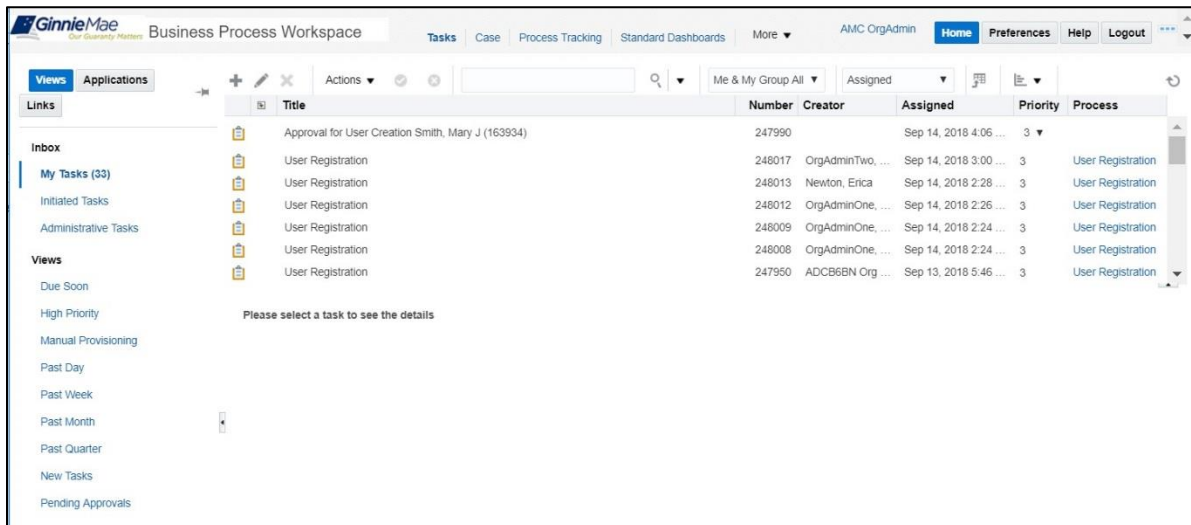 GinnieMae
Our Guaranty Matters
Business Process Workspace
Tasks Case Process Tracking Standard Dashboards More AMC OrgAdmin Home Preferences Help Logout
Views Applications
Links
Actions Me & My Group All Assigned
Title Number Creator Assigned Priority Process
Approval for User Creation Smith, Mary J (163934) 247990 Sep 14, 2018 4:06 ... 3
User Registration 248017 OrgAdminTwo, ... Sep 14, 2018 3:00 ... 3 User Registration
User Registration 248013 Newton, Erica Sep 14, 2018 2:28 ... 3 User Registration
User Registration 248012 OrgAdminOne, ... Sep 14, 2018 2:26 ... 3 User Registration
User Registration 248009 OrgAdminOne, ... Sep 14, 2018 2:24 ... 3 User Registration
User Registration 248008 OrgAdminOne, ... Sep 14, 2018 2:24 ... 3 User Registration
User Registration 247950 ADCB6BN Org ... Sep 13, 2018 5:46 ... 3 User Registration
Please select a task to see the details
Inbox
My Tasks (33)
Initiated Tasks
Administrative Tasks
Views
Due Soon
High Priority
Manual Provisioning
Past Day
Past Week
Past Month
Past Quarter
New Tasks
Pending Approvals